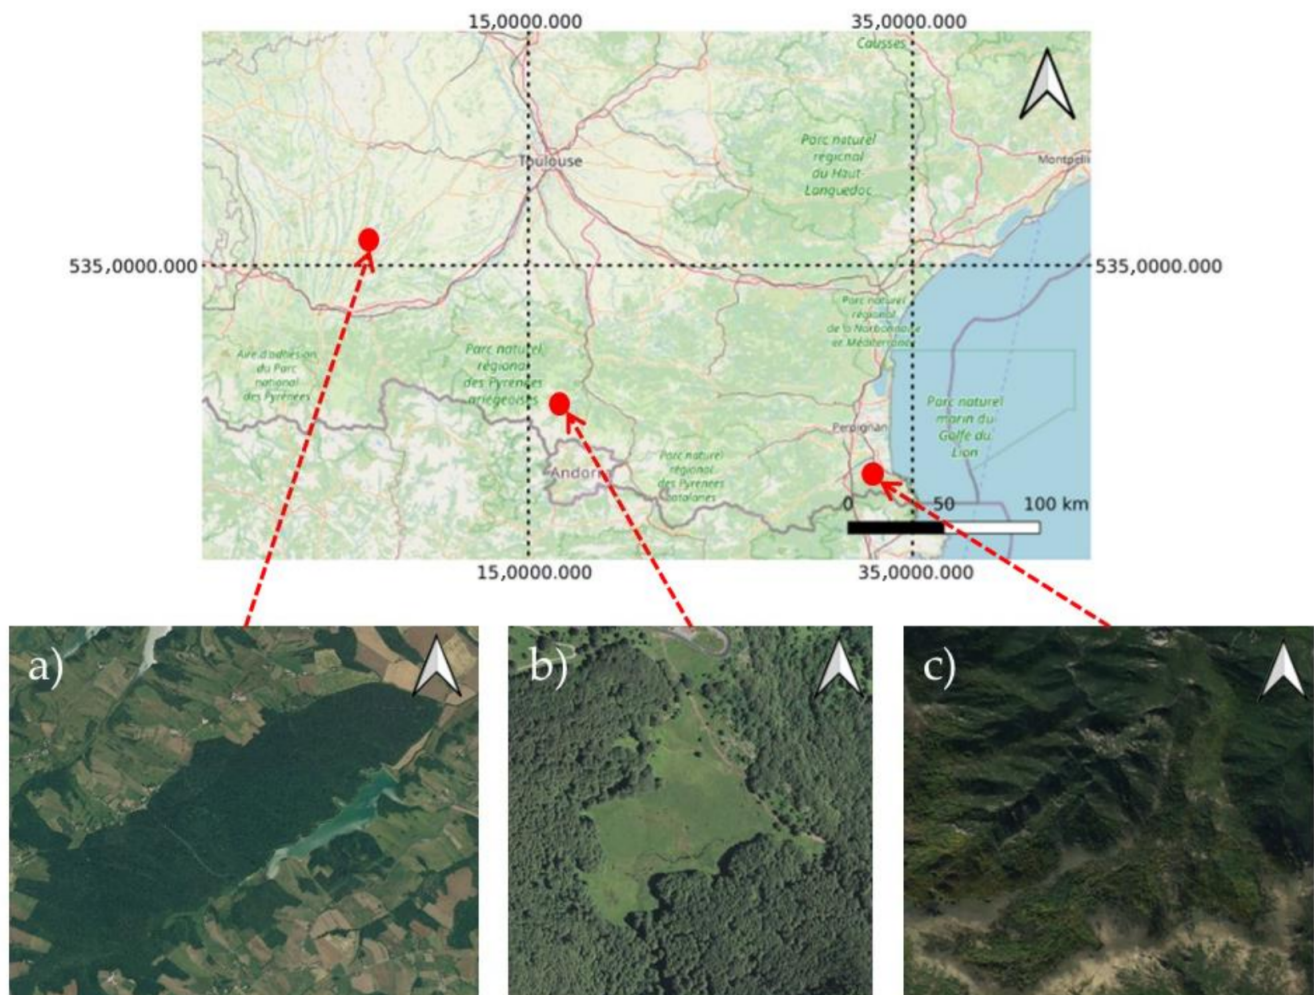 15,0000.000
35,0000.000
Causses
Parc naturel
régional
du Haut-
Languedoc
Toulouse
Montpelli
535,0000.000
535,0000.000
Parc naturel
régional
de la Narbonnaise
en Méditerranée
Aire d'adhésion
du Parc
national
des Pyrénées
Parc naturel
régional
des Pyrénées
ariégeoises
Parc naturel
marin du
Golfe du
Lion
Perpignan
Parc naturel
régional
des Pyrénées
catalanes
Andorra
0 50 100 km
15,0000.000
35,0000.000
a)
b)
c)